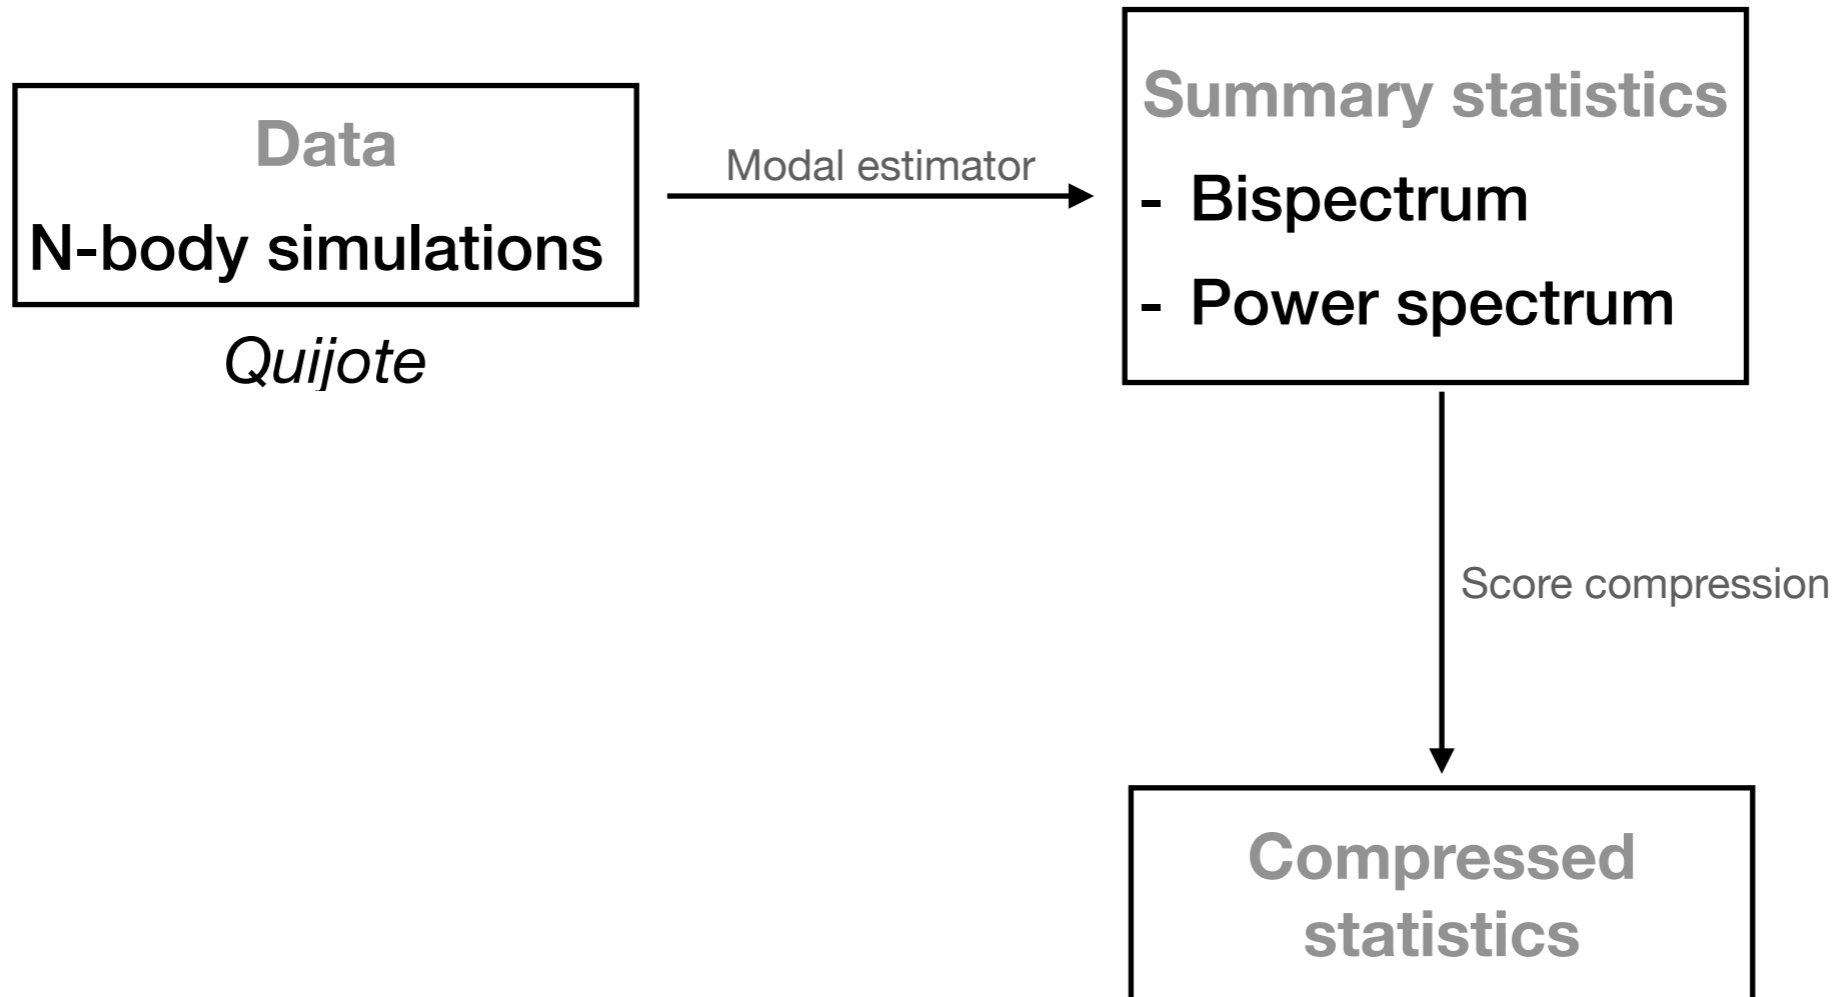 Data
N-body simulations
Quijote
Modal estimator
Summary statistics
- Bispectrum
- Power spectrum
Score compression
Compressed
statistics